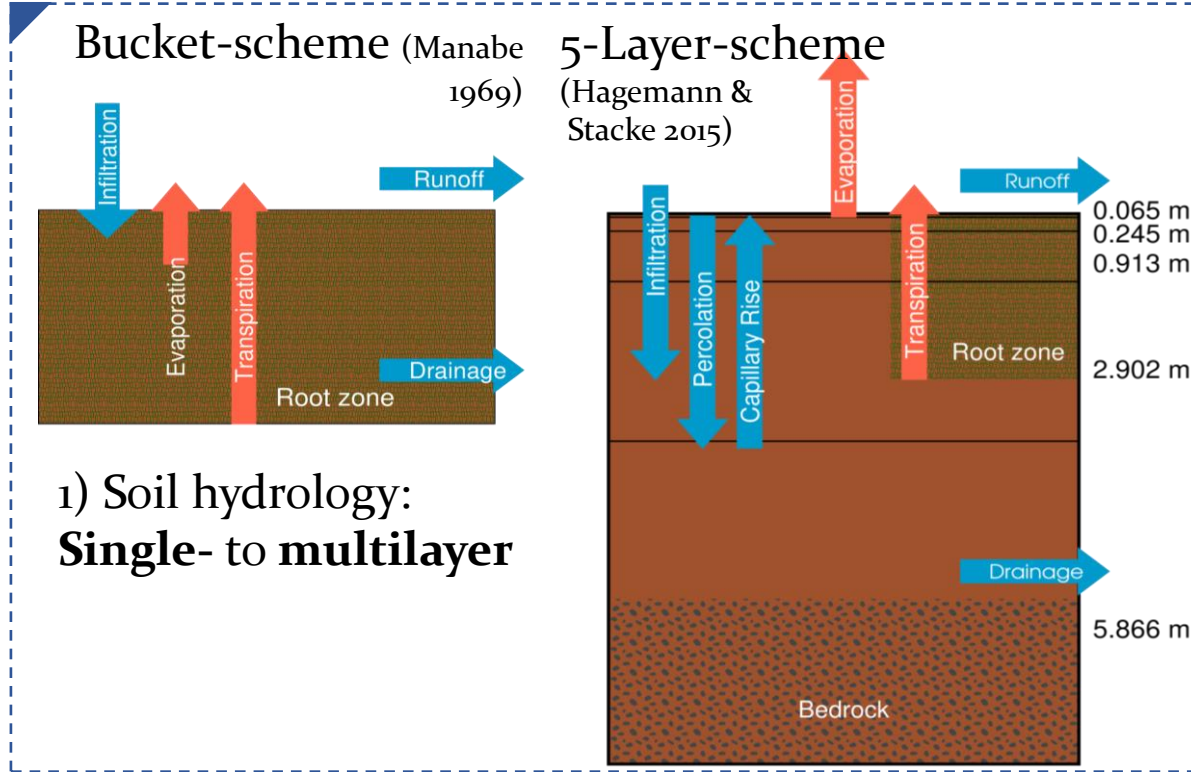 Bucket-scheme (Manabe
1969)
Infiltration
Evaporation
Transpiration
Runoff
Drainage
Root zone
1) Soil hydrology:
Single- to multilayer
5-Layer-scheme
(Hagemann &
Stacke 2015)
Infiltration
Percolation
Capillary Rise
Evaporation
Transpiration
Runoff
Root zone
Drainage
Bedrock
0.065 m
0.245 m
0.913 m
2.902 m
5.866 m